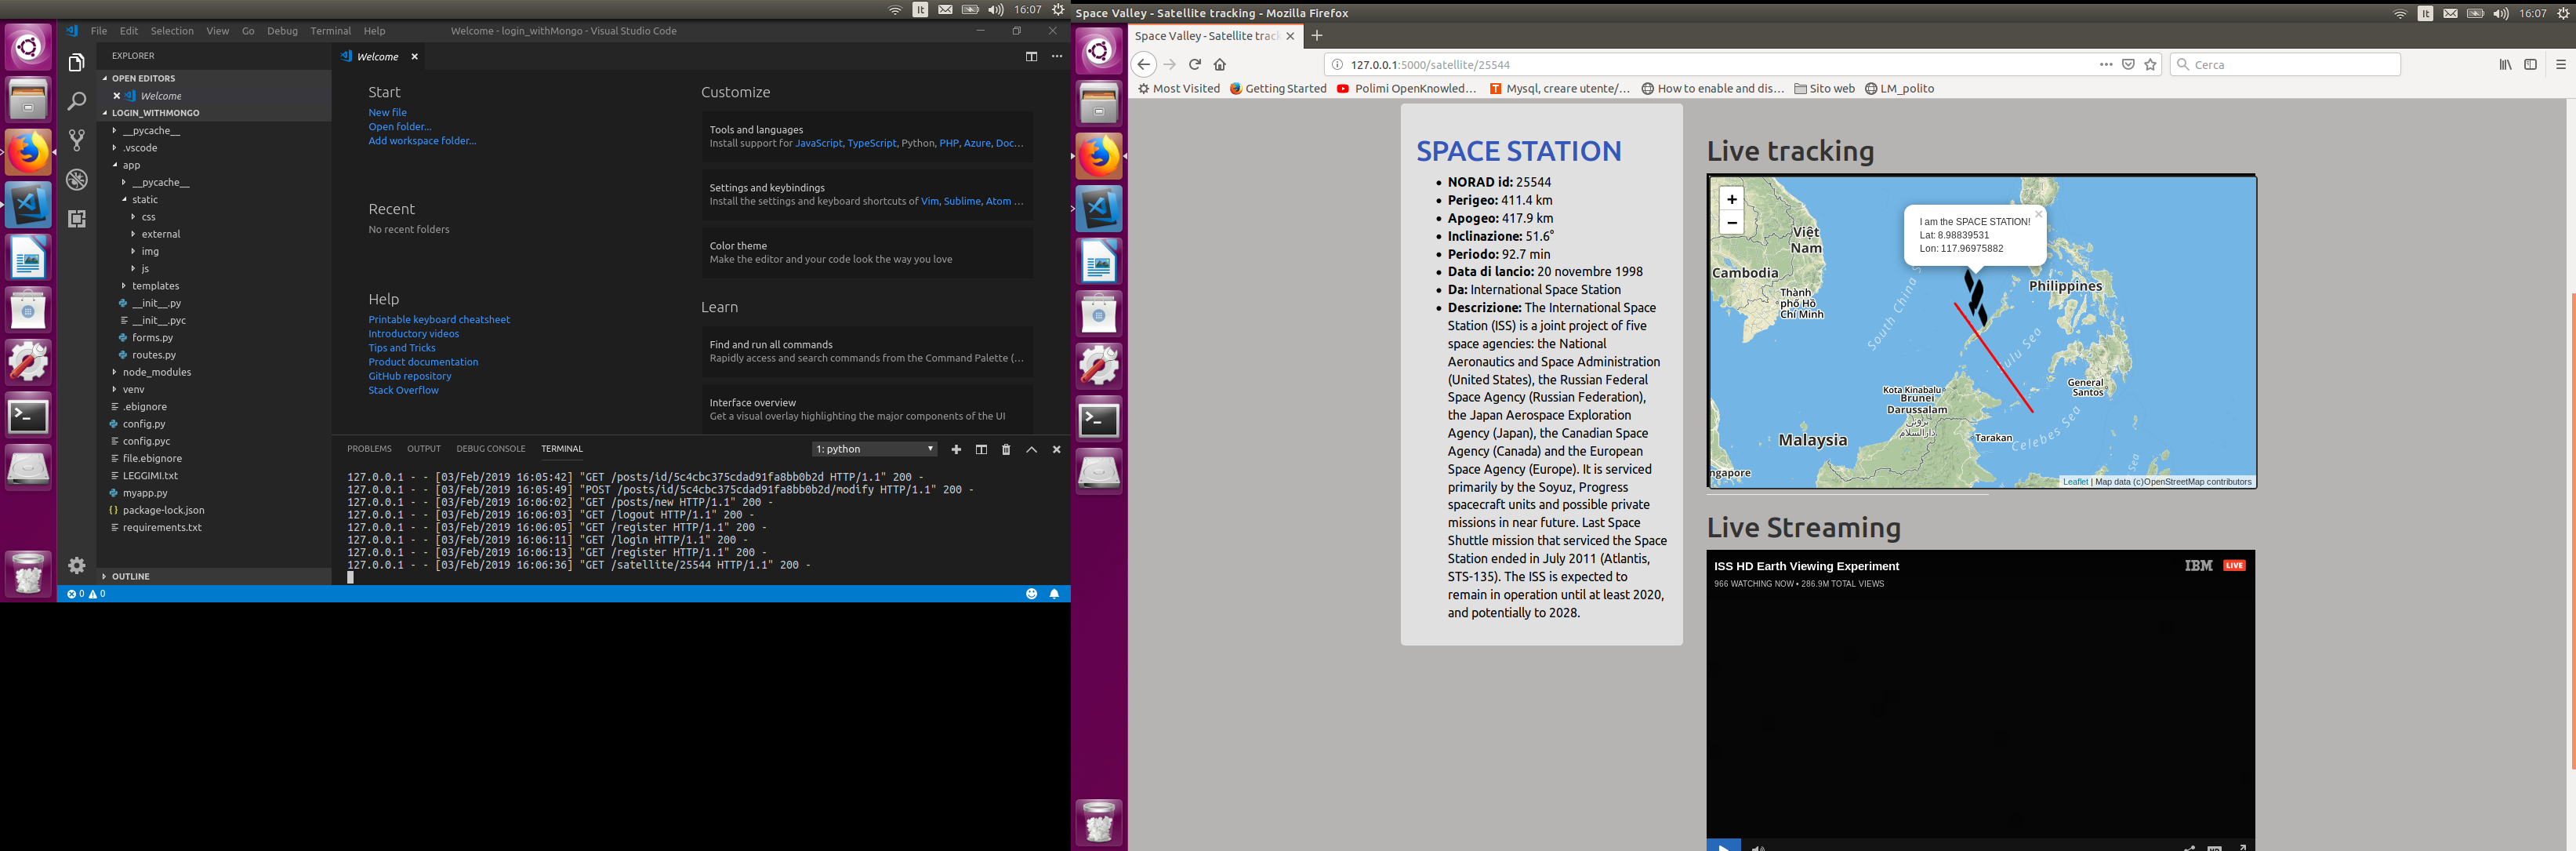 16:07
File Edit Selection View Go Debug Terminal Help
Welcome - login_withMongo - Visual Studio Code
EXPLORER
OPEN EDITORS
Welcome
LOGIN_WITHMONGO
__pycache__
.vscode
app
__pycache__
static
css
external
img
js
templates
__init__.py
__init__.pyc
forms.py
routes.py
node_modules
venv
.ebignore
config.py
config.pyc
file.ebignore
LEGGIMI.txt
myapp.py
package-lock.json
requirements.txt
OUTLINE
0 0
Welcome
Start
New file
Open folder...
Add workspace folder...
Recent
No recent folders
Help
Printable keyboard cheatsheet
Introductory videos
Tips and Tricks
Product documentation
GitHub repository
Stack Overflow
Customize
Tools and languages
Install support for JavaScript, TypeScript, Python, PHP, Azure, Doc...
Settings and keybindings
Install the settings and keyboard shortcuts of Vim, Sublime, Atom ...
Color theme
Make the editor and your code look the way you love
Learn
Find and run all commands
Rapidly access and search commands from the Command Palette (...
Interface overview
Get a visual overlay highlighting the major components of the UI
PROBLEMS OUTPUT DEBUG CONSOLE TERMINAL
1: python
127.0.0.1 - - [03/Feb/2019 16:05:42] "GET /posts/id/5c4cbc375cdad91fa8bb0b2d HTTP/1.1" 200 -
127.0.0.1 - - [03/Feb/2019 16:05:49] "POST /posts/id/5c4cbc375cdad91fa8bb0b2d/modify HTTP/1.1" 200 -
127.0.0.1 - - [03/Feb/2019 16:06:02] "GET /posts/new HTTP/1.1" 200 -
127.0.0.1 - - [03/Feb/2019 16:06:03] "GET /logout HTTP/1.1" 200 -
127.0.0.1 - - [03/Feb/2019 16:06:05] "GET /register HTTP/1.1" 200 -
127.0.0.1 - - [03/Feb/2019 16:06:11] "GET /login HTTP/1.1" 200 -
127.0.0.1 - - [03/Feb/2019 16:06:13] "GET /register HTTP/1.1" 200 -
127.0.0.1 - - [03/Feb/2019 16:06:36] "GET /satellite/25544 HTTP/1.1" 200 -
Space Valley - Satellite tracking - Mozilla Firefox
16:07
Space Valley - Satellite track
127.0.0.1:5000/satellite/25544
Cerca
Most Visited Getting Started Polimi OpenKnowled... Mysql, creare utente/... How to enable and dis... Sito web LM_polito
SPACE STATION
NORAD id: 25544
Perigeo: 411.4 km
Apogeo: 417.9 km
Inclinazione: 51.6°
Periodo: 92.7 min
Data di lancio: 20 novembre 1998
Da: International Space Station
Descrizione: The International Space
Station (ISS) is a joint project of five
space agencies: the National
Aeronautics and Space Administration
(United States), the Russian Federal
Space Agency (Russian Federation),
the Japan Aerospace Exploration
Agency (Japan), the Canadian Space
Agency (Canada) and the European
Space Agency (Europe). It is serviced
primarily by the Soyuz, Progress
spacecraft units and possible private
missions in near future. Last Space
Shuttle mission that serviced the Space
Station ended in July 2011 (Atlantis,
STS-135). The ISS is expected to
remain in operation until at least 2020,
and potentially to 2028.
Live tracking
+
−
I am the SPACE STATION!
Lat: 8.98839531
Lon: 117.96975882
Việt
Nam
Cambodia
Thành
phố Hồ
Chí Minh
South China S
Philippines
Sulu Sea
Kota Kinabalu
Brunei
Darussalam
بروني
دارالسلام
General
Santos
Malaysia
Tarakan
Celebes Sea
Sea
ngapore
Leaflet | Map data (c)OpenStreetMap contributors
Live Streaming
ISS HD Earth Viewing Experiment
IBM LIVE
966 WATCHING NOW • 286.9M TOTAL VIEWS